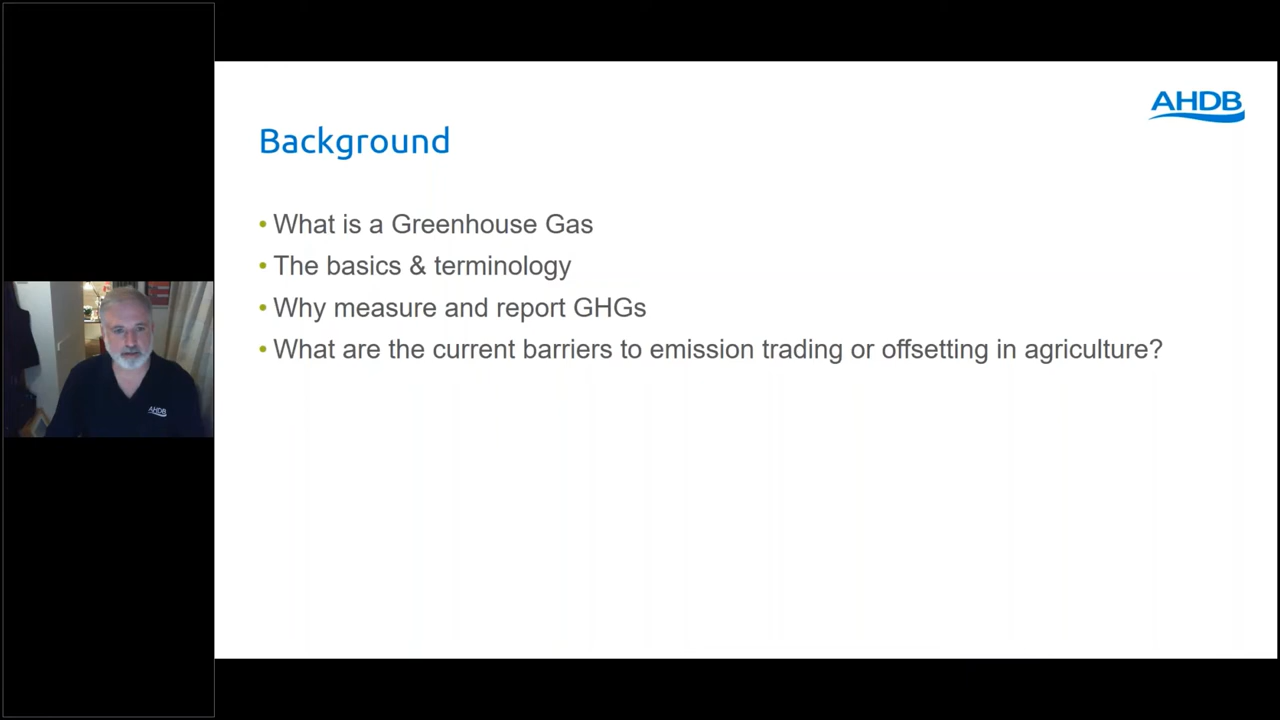 AHDB
Background
• What is a Greenhouse Gas
• The basics & terminology
• Why measure and report GHGs
• What are the current barriers to emission trading or offsetting in agriculture?
AHDB